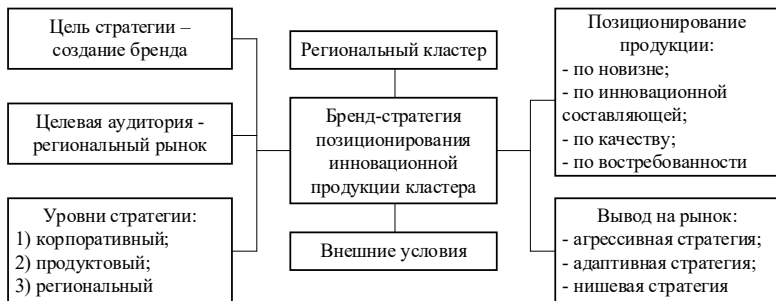 Цель стратегии –
создание бренда
Целевая аудитория -
региональный рынок
Уровни стратегии:
1) корпоративный;
2) продуктовый;
3) региональный
Региональный кластер
Бренд-стратегия
позиционирования
инновационной
продукции кластера
Внешние условия
Позиционирование
продукции:
- по новизне;
- по инновационной
составляющей;
- по качеству;
- по востребованности
Вывод на рынок:
- агрессивная стратегия;
- адаптивная стратегия;
- нишевая стратегия